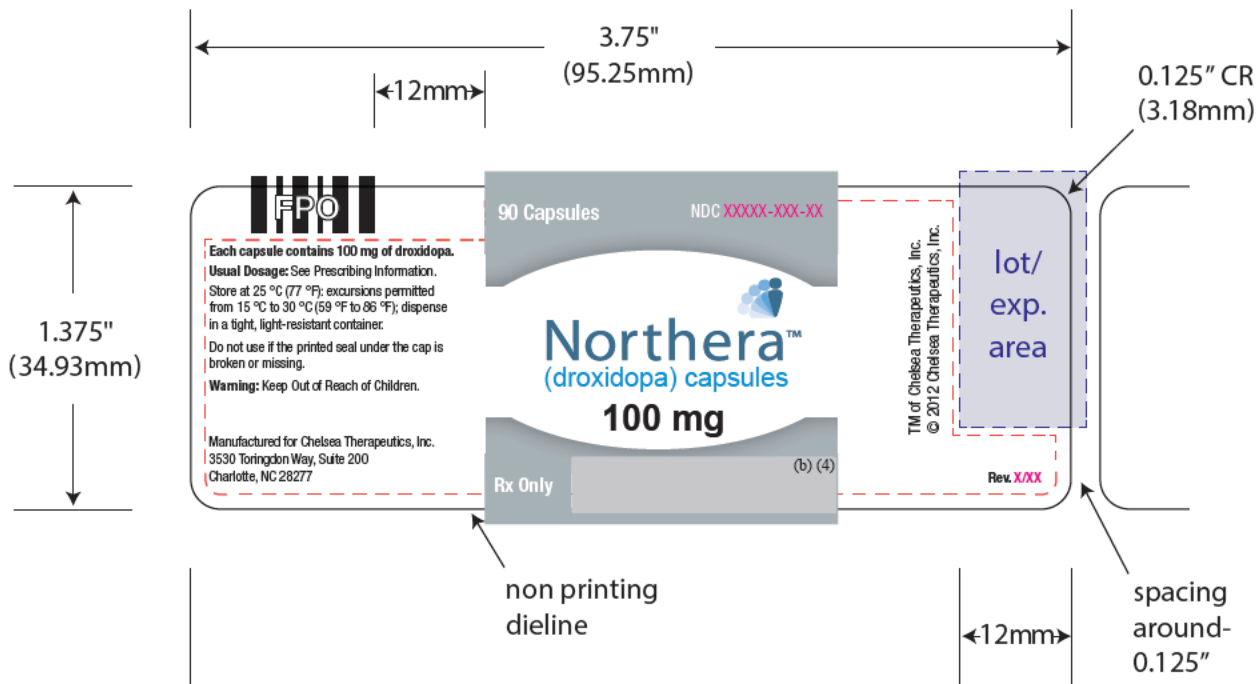 3.75"
(95.25mm)
12mm
0.125" CR
(3.18mm)
1.375"
(34.93mm)
FPO
Each capsule contains 100 mg of droxidopa.
Usual Dosage: See Prescribing Information.
Store at 25 °C (77 °F): excursions permitted
from 15 °C to 30 °C (59 °F to 86 °F); dispense
in a tight, light-resistant container.
Do not use if the printed seal under the cap is
broken or missing.
Warning: Keep Out of Reach of Children.
Manufactured for Chelsea Therapeutics, Inc.
3530 Toringdon Way, Suite 200
Charlotte, NC 28277
90 Capsules NDC XXXXX-XXX-XX
Northera™
(droxidopa) capsules
100 mg
Rx Only
(b) (4)
TM of Chelsea Therapeutics, Inc.
© 2012 Chelsea Therapeutics, Inc.
lot/
exp.
area
Rev. X/XX
non printing
dieline
12mm
spacing
around-
0.125"